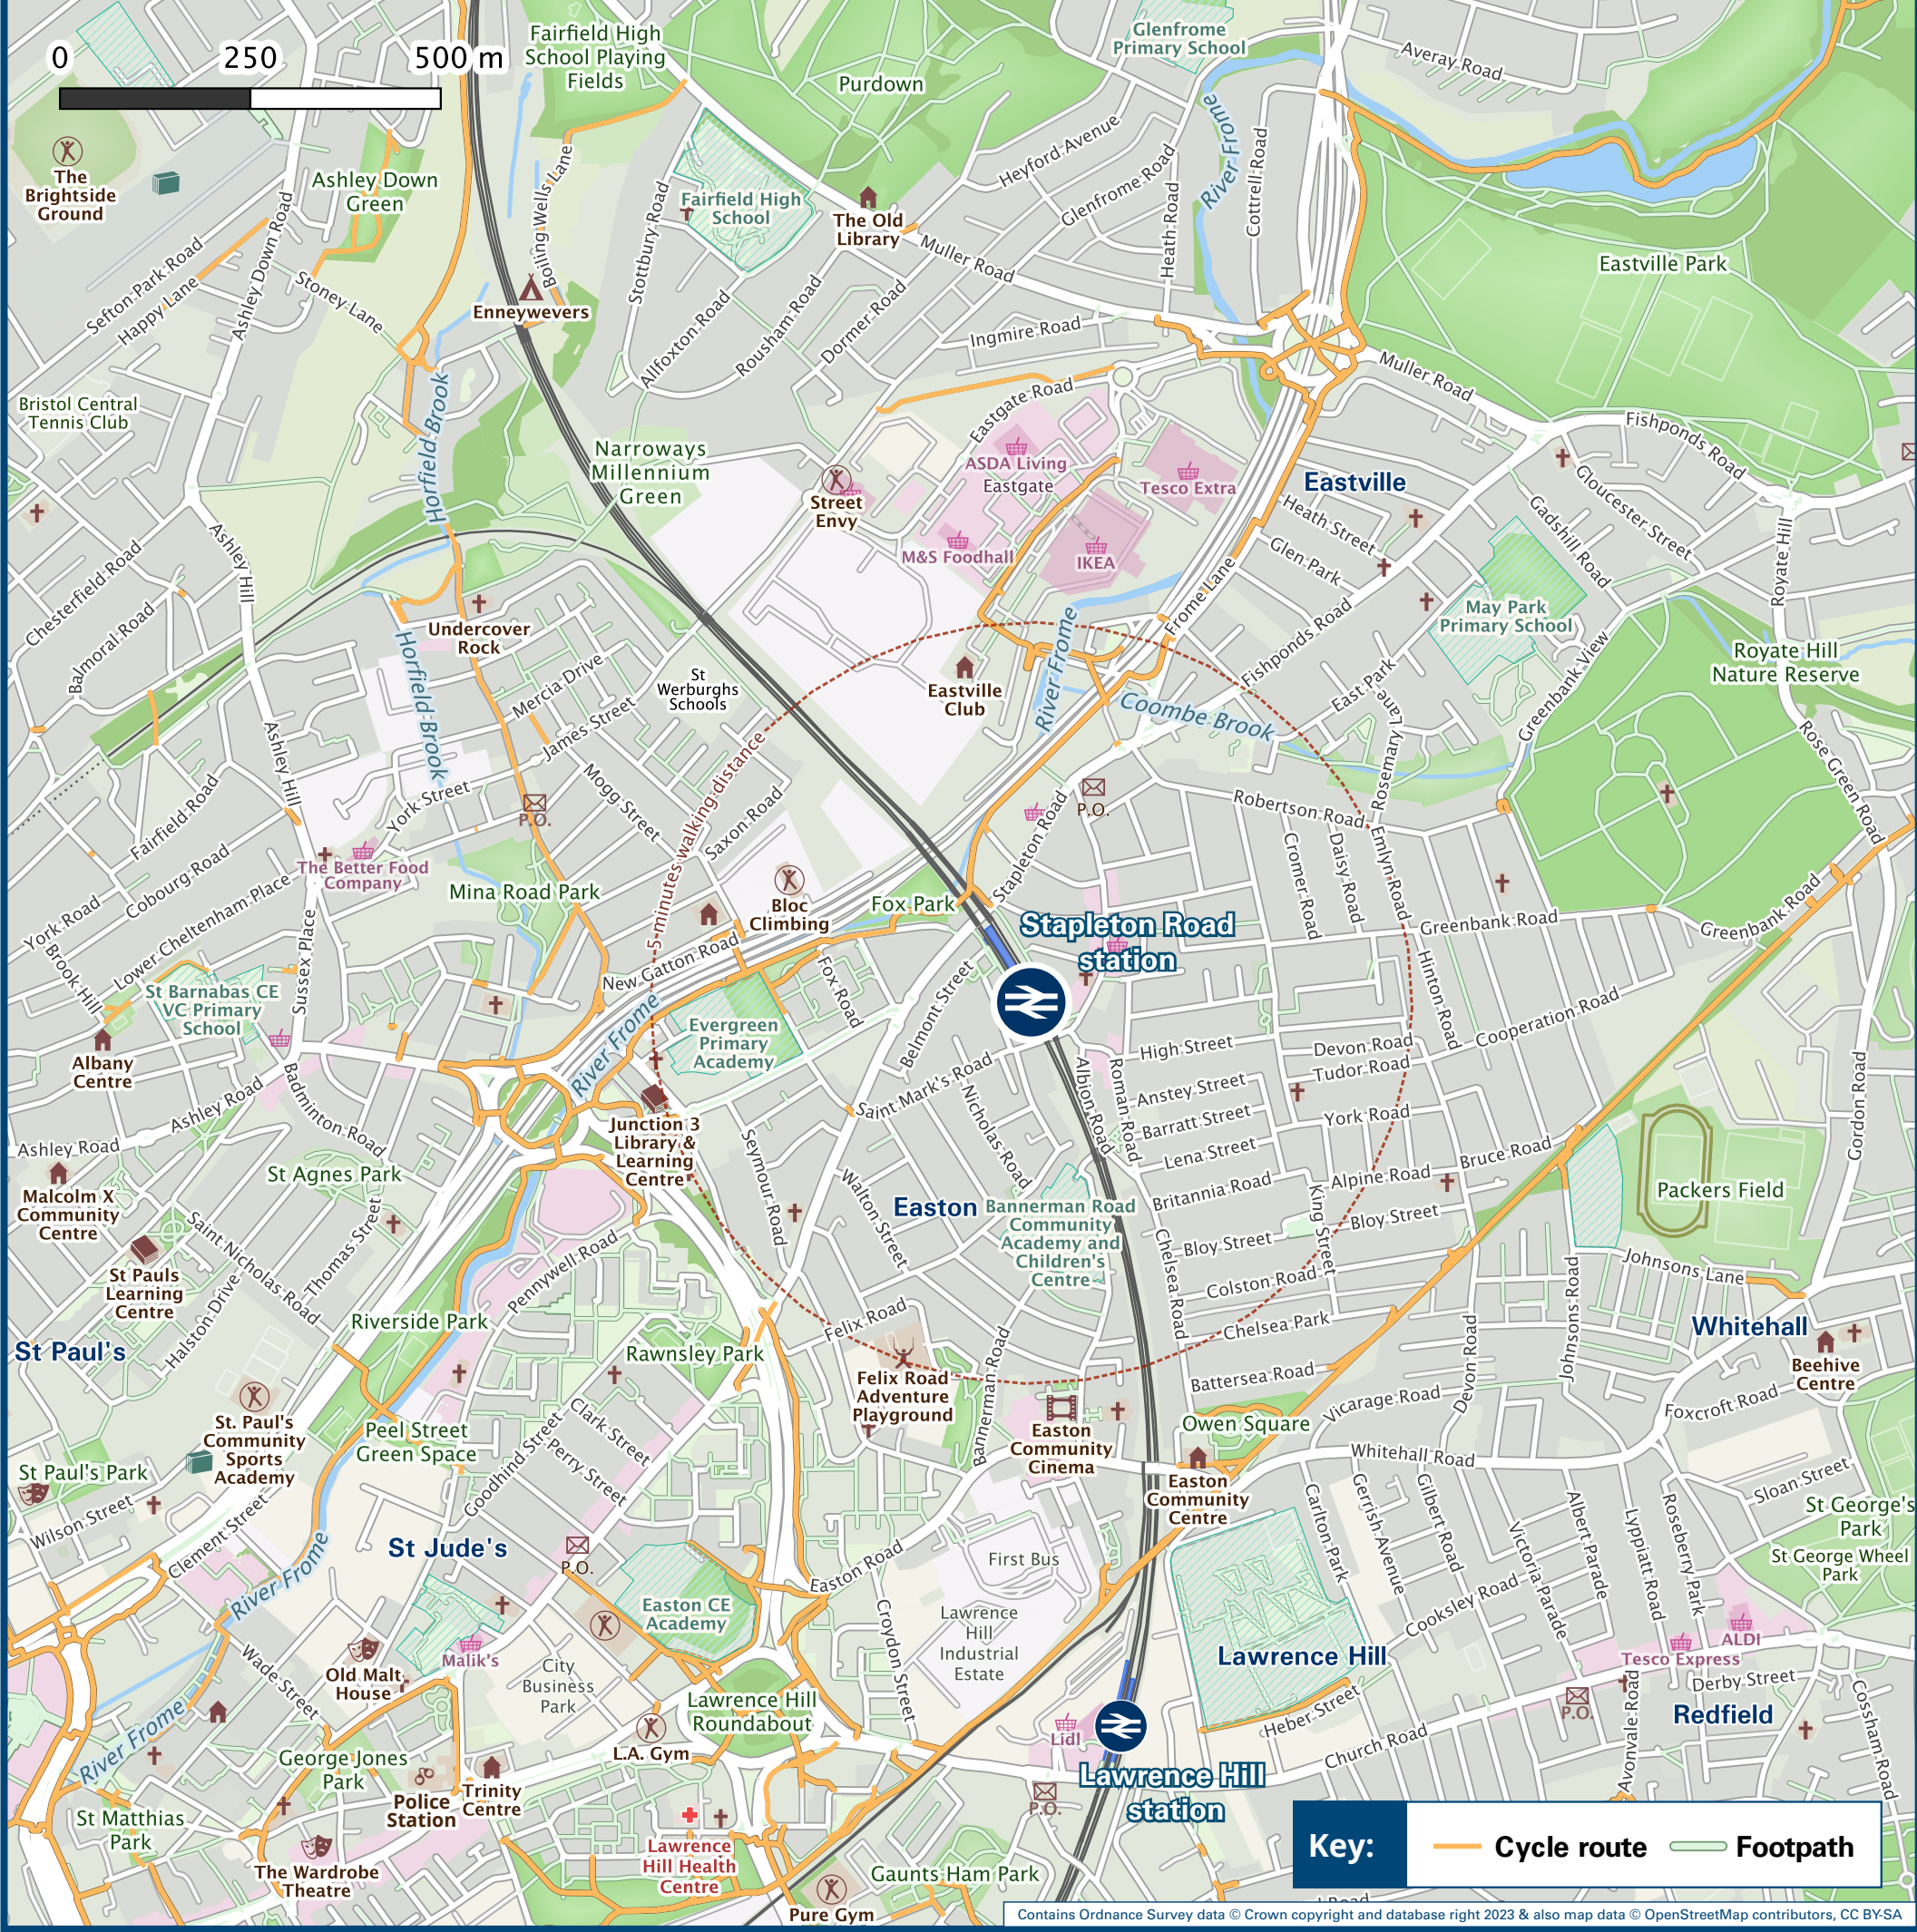 0 250 500 m
Fairfield High
School Playing
Fields
Purdown
Glenfrome
Primary School
Averay Road
The
Brightside
Ground
Ashley Down
Green
Boiling Wells Lane
Stottbury Road
Fairfield High
School
The Old
Library
Heyford Avenue
Glenfrome Road
Heath Road
River Frome
Cottrell Road
Eastville Park
Sefton Park Road
Happy Lane
Ashley Down Road
Stoney Lane
Enneywevers
Allfoxton Road
Rousham Road
Dormer Road
Muller Road
Ingmire Road
Muller Road
Bristol Central
Tennis Club
Horfield Brook
Narroways
Millennium
Green
Eastgate Road
ASDA Living
Eastgate
Tesco Extra
Street
Envy
M&S Foodhall
IKEA
Eastville
Fishponds Road
Heath Street
Glen Park
Gloucester Street
Gadshill Road
Royate Hill
Chesterfield Road
Balmoral Road
Ashley Hill
Undercover
Rock
Horfield Brook
Mercia Drive
James Street
St
Werburghs
Schools
Eastville
Club
River Frome
Frome Lane
Fishponds Road
Coombe Brook
May Park
Primary School
East Park
Rosemary Lane
Greenbank View
Royate Hill
Nature Reserve
Rose Green Road
Ashley Hill
Fairfield Road
York Street
P.O.
Mogg Street
Saxon Road
5 minutes walking distance
P.O.
Stapleton Road
Robertson Road
Cromer Road
Daisy Road
Emlyn Road
The Better Food
Company
Cobourg Road
York Road
Lower Cheltenham Place
Brook Hill
Mina Road Park
Bloc
Climbing
Fox Park
Stapleton Road
station
Greenbank Road
Greenbank Road
St Barnabas CE
VC Primary
School
Sussex Place
New Gatton Road
Fox Road
Belmont Street
Hinton Road
Cooperation Road
Albany
Centre
River Frome
Evergreen
Primary
Academy
High Street
Devon Road
Tudor Road
Ashley Road
Badminton Road
Saint Mark's Road
Albion Road
Roman Road
Anstey Street
Barratt Street
York Road
Lena Street
Gordon Road
Ashley Road
Junction 3
Library &
Learning
Centre
Nicholas Road
Seymour Road
Walton Street
St Agnes Park
Malcolm X
Community
Centre
Easton
Bannerman Road
Community
Academy and
Children's
Centre
Britannia Road
Alpine Road
Bruce Road
Packers Field
Saint Nicholas Road
Thomas Street
St Pauls
Learning
Centre
Halston Drive
Pennywell Road
Bloy Street
Bloy Street
King Street
Chelsea Road
Colston Road
Johnsons Lane
Riverside Park
St Paul's
Rawnsley Park
Felix Road
Chelsea Park
Whitehall
Felix Road
Adventure
Playground
Bannerman Road
Battersea Road
Devon Road
Johnsons Road
Beehive
Centre
St. Paul's
Community
Sports
Academy
Peel Street
Green Space
Clark Street
Perry Street
Goodhind Street
Easton
Community
Cinema
Owen Square
Vicarage Road
Foxcroft Road
St Paul's Park
Whitehall Road
Wilson Street
Clement Street
Easton
Community
Centre
Sloan Street
Carlton Park
Gerrish Avenue
Gilbert Road
St George's
Park
St Jude's
P.O.
Easton Road
First Bus
Victoria Parade
Albert Parade
Lyppiatt Road
Roseberry Park
St George Wheel
Park
River Frome
Easton CE
Academy
Croydon Street
Lawrence
Hill
Industrial
Estate
Cooksley Road
ALDI
Wade Street
Old Malt
House
Malik's
City
Business
Park
Lawrence Hill
Tesco Express
Derby Street
Lawrence Hill
Roundabout
Heber Street
P.O.
Redfield
River Frome
L.A. Gym
Lidl
Church Road
Avonvale Road
Cossham Road
George Jones
Park
Police
Station
Trinity
Centre
Lawrence Hill
station
P.O.
St Matthias
Park
Lawrence
Hill Health
Centre
The Wardrobe
Theatre
Gaunts Ham Park
Pure Gym
Key: Cycle route Footpath
Contains Ordnance Survey data © Crown copyright and database right 2023 & also map data © OpenStreetMap contributors, CC BY-SA